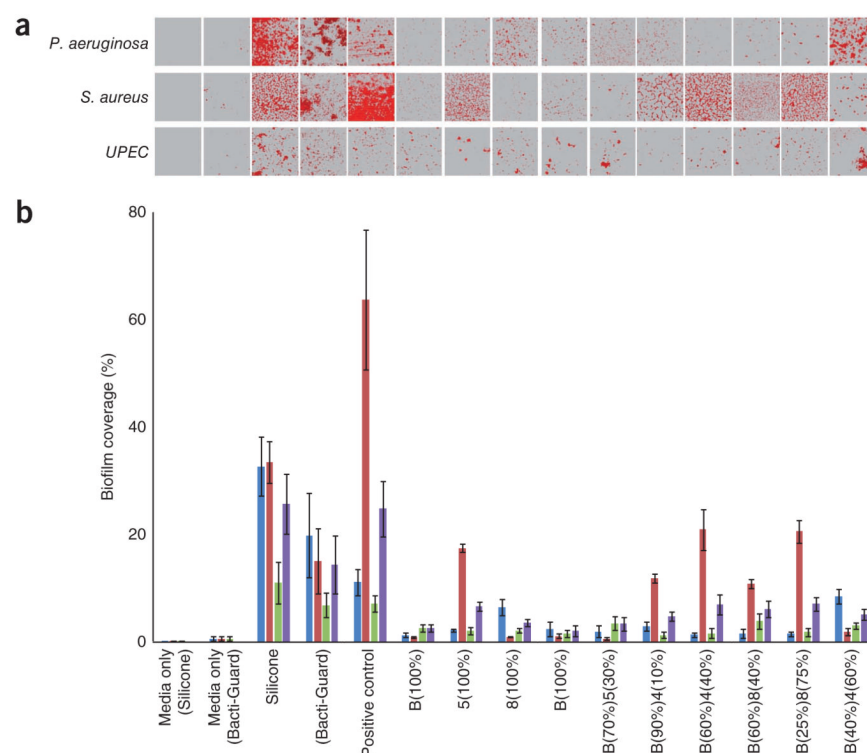 a
P. aeruginosa
S. aureus
UPEC
b
80
60
40
20
0
Biofilm coverage (%)
Media only
(Silicone)
Media only
(Bacti-Guard)
Silicone
(Bacti-Guard)
Positive control
B(100%)
5(100%)
8(100%)
B(100%)
B(70%)5(30%)
B(90%)4(10%)
B(60%)4(40%)
B(60%)8(40%)
B(25%)8(75%)
B(40%)4(60%)